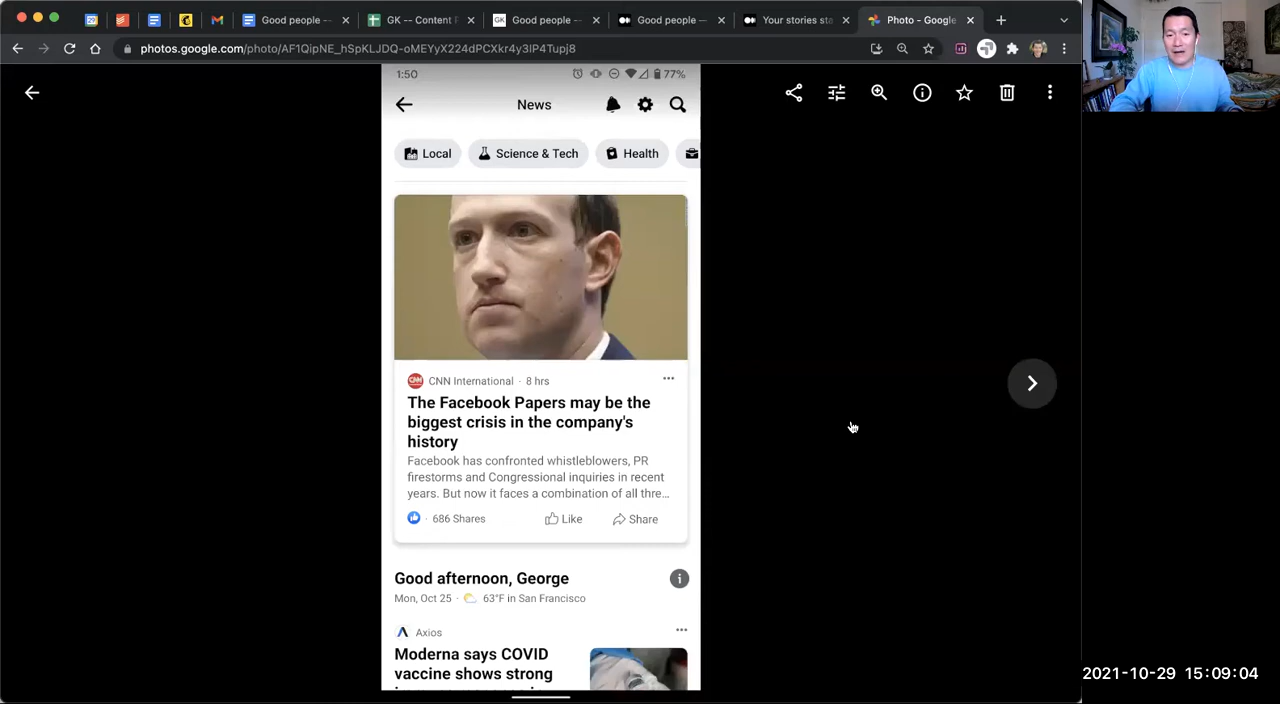 Good people --
GK -- Content P
Good people --
Good people --
Your stories sta
Photo - Google
photos.google.com/photo/AF1QipNE_hSpKLJDQ-oMEYyX224dPCXkr4y3IP4Tupj8
1:50
77%
News
Local
Science & Tech
Health
CNN International · 8 hrs
The Facebook Papers may be the
biggest crisis in the company's
history
Facebook has confronted whistleblowers, PR
firestorms and Congressional inquiries in recent
years. But now it faces a combination of all thre...
· 686 Shares
Like
Share
Good afternoon, George
Mon, Oct 25 · 63°F in San Francisco
Axios
Moderna says COVID
vaccine shows strong
2021-10-29 15:09:04